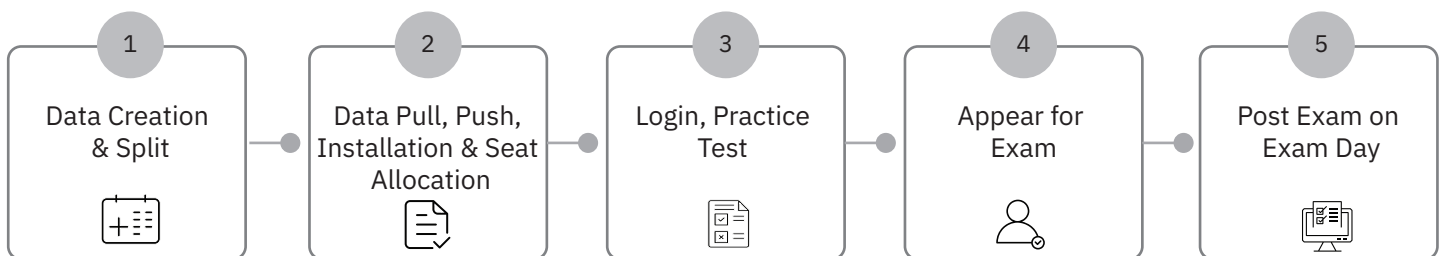 1
Data Creation
& Split
2
Data Pull, Push,
Installation & Seat
Allocation
3
Login, Practice
Test
4
Appear for
Exam
5
Post Exam on
Exam Day